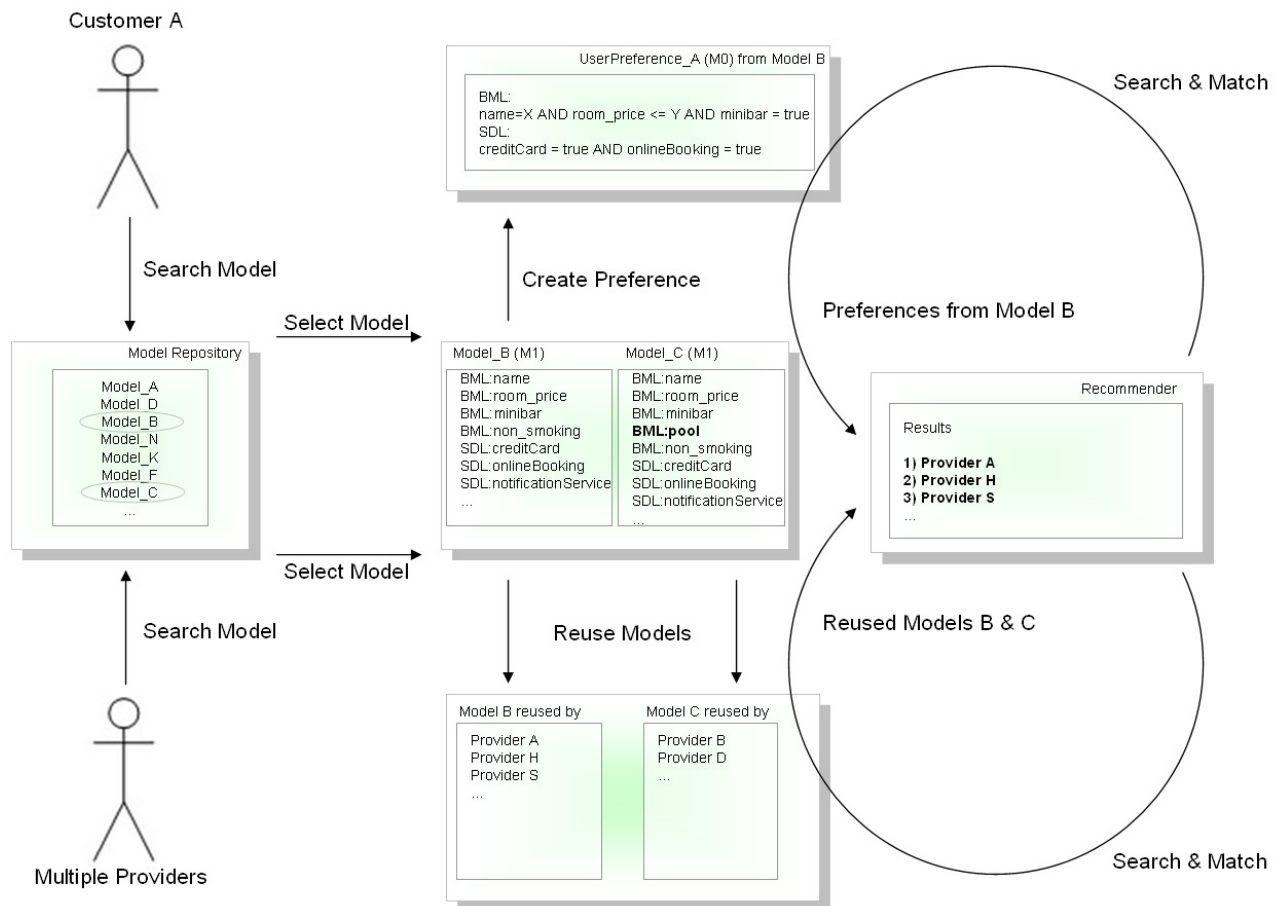 Customer A
UserPreference_A (M0) from Model B
BML:
name=X AND room_price <= Y AND minibar = true
SDL:
creditCard = true AND onlineBooking = true
Search & Match
Search Model
Create Preference
Select Model
Preferences from Model B
Model Repository
Model_A
Model_D
Model_B
Model_N
Model_K
Model_F
Model_C
...
Model_B (M1)
BML:name
BML:room_price
BML:minibar
BML:non_smoking
SDL:creditCard
SDL:onlineBooking
SDL:notificationService
...
Model_C (M1)
BML:name
BML:room_price
BML:minibar
BML:pool
BML:non_smoking
SDL:creditCard
SDL:onlineBooking
SDL:notificationService
...
Recommender
Results
1) Provider A
2) Provider H
3) Provider S
...
Select Model
Search Model
Reuse Models
Reused Models B & C
Model B reused by
Provider A
Provider H
Provider S
...
Model C reused by
Provider B
Provider D
...
Multiple Providers
Search & Match